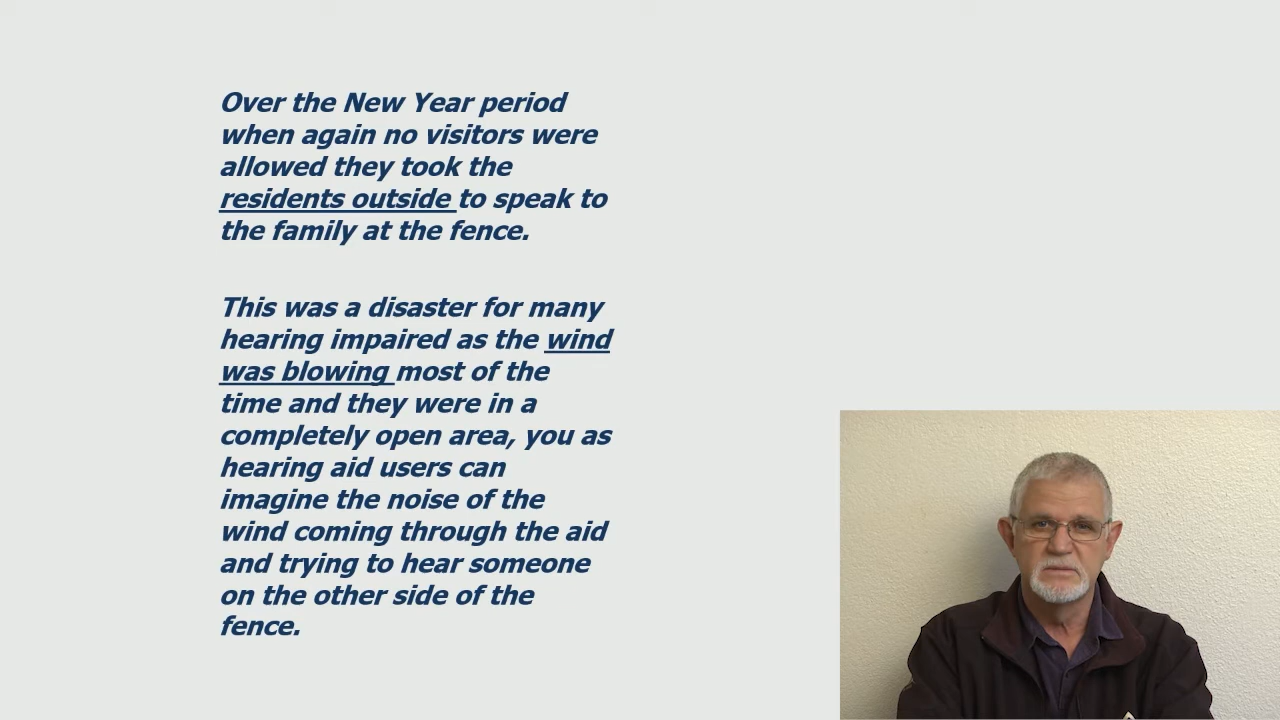 Over the New Year period
when again no visitors were
allowed they took the
residents outside to speak to
the family at the fence.
This was a disaster for many
hearing impaired as the wind
was blowing most of the
time and they were in a
completely open area, you as
hearing aid users can
imagine the noise of the
wind coming through the aid
and trying to hear someone
on the other side of the
fence.